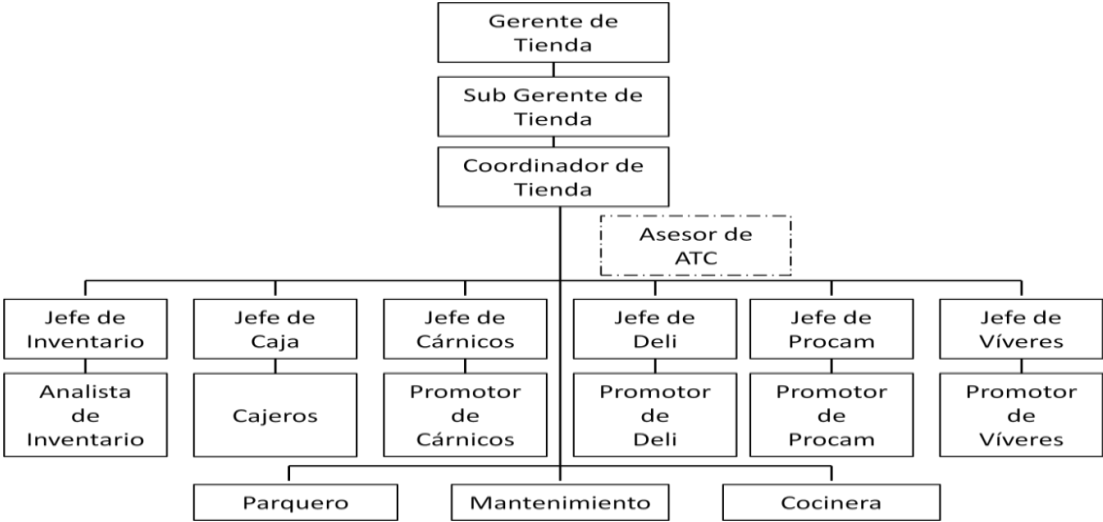 Gerente de
Tienda
Sub Gerente de
Tienda
Coordinador de
Tienda
Asesor de
ATC
Jefe de
Inventario
Jefe de
Caja
Jefe de
Cárnicos
Jefe de
Deli
Jefe de
Procam
Jefe de
Víveres
Analista
de
Inventario
Cajeros
Promotor
de
Cárnicos
Promotor
de
Deli
Promotor
de
Procam
Promotor
de
Víveres
Parquero
Mantenimiento
Cocinera